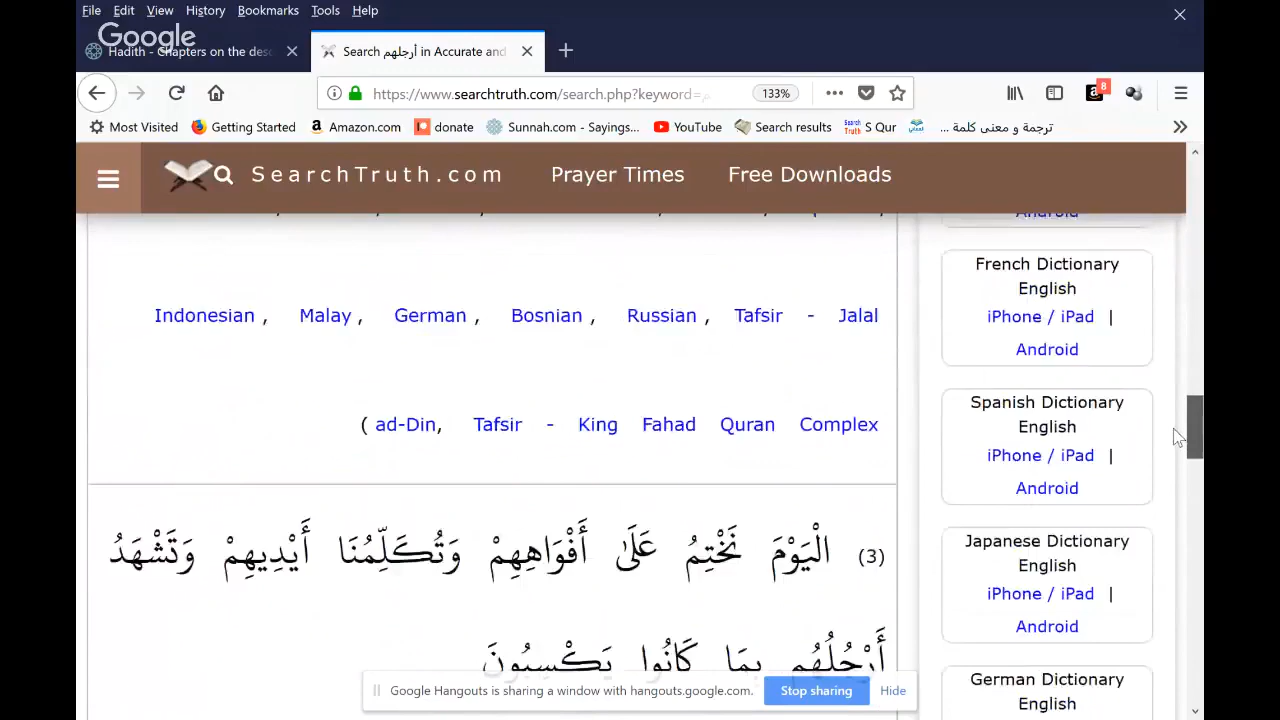 File Edit View History Bookmarks Tools Help
Google
Hadith - Chapters on the desc
Search أرجلهم in Accurate and
https://www.searchtruth.com/search.php?keyword=
133%
8
Most Visited Getting Started Amazon.com donate Sunnah.com - Sayings... YouTube Search results S Qur ترجمة و معنى كلمة ...
SearchTruth.com Prayer Times Free Downloads
Android
French Dictionary
English
iPhone / iPad |
Android
Indonesian , Malay , German , Bosnian , Russian , Tafsir - Jalal
( ad-Din, Tafsir - King Fahad Quran Complex
Spanish Dictionary
English
iPhone / iPad |
Android
(3) الْيَوْمَ نَخْتِمُ عَلَىٰ أَفْوَاهِهِمْ وَتُكَلِّمُنَا أَيْدِيهِمْ وَتَشْهَدُ
أَرْجُلُهُم بِمَا كَانُوا يَكْسِبُونَ
Japanese Dictionary
English
iPhone / iPad |
Android
German Dictionary
English
Google Hangouts is sharing a window with hangouts.google.com. Stop sharing Hide